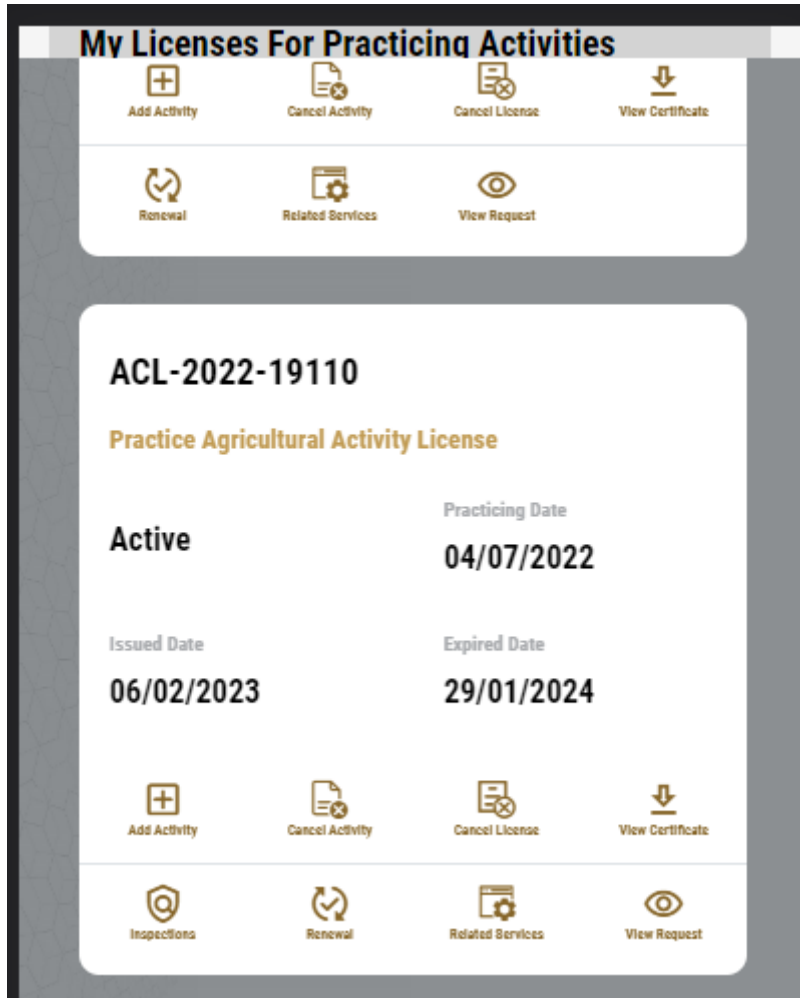 My Licenses For Practicing Activities
Add Activity Cancel Activity Cancel License View Certificate
Renewal Related Services View Request
ACL-2022-19110
Practice Agricultural Activity License
Practicing Date
Active
04/07/2022
Issued Date Expired Date
06/02/2023 29/01/2024
Add Activity Cancel Activity Cancel License View Certificate
Inspections Renewal Related Services View Request